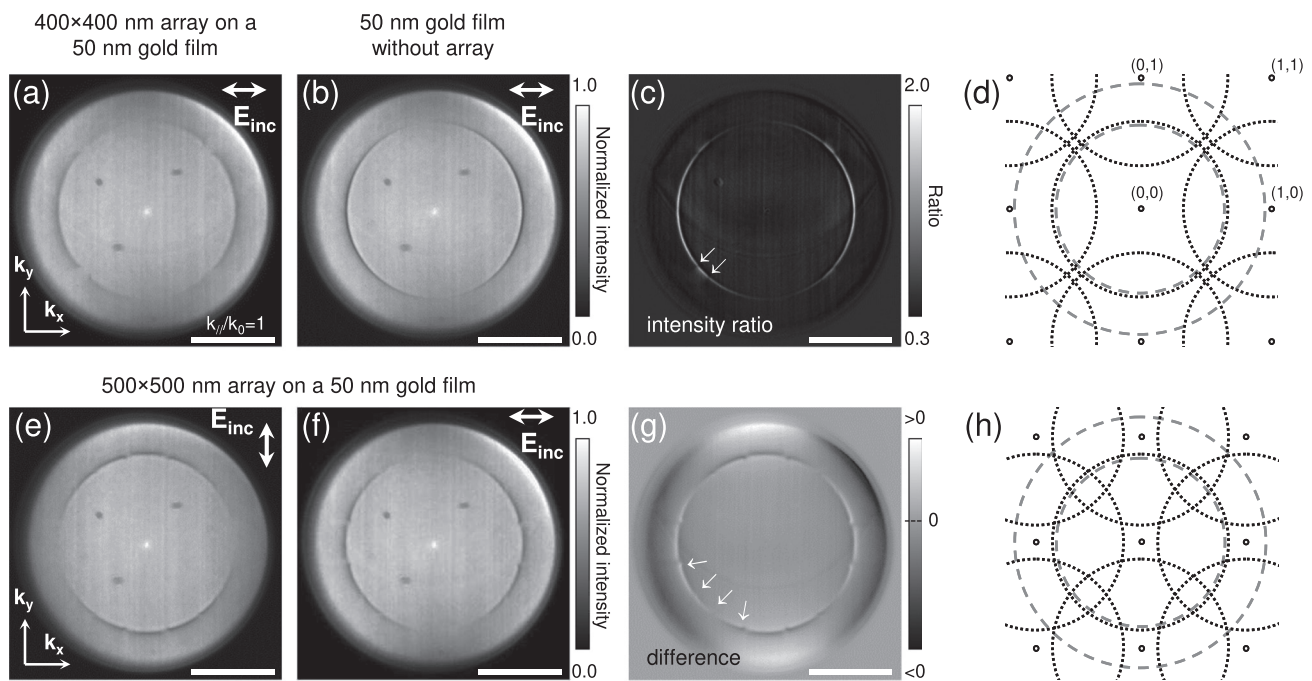 400×400 nm array on a
50 nm gold film
50 nm gold film
without array
(a)
E_inc
k_y
k_x
k_///k_0=1
(b)
E_inc
1.0
Normalized intensity
0.0
(c)
intensity ratio
2.0
Ratio
0.3
(d)
(0,1)
(1,1)
(0,0)
(1,0)
500×500 nm array on a 50 nm gold film
(e)
E_inc
k_y
k_x
(f)
E_inc
1.0
Normalized intensity
0.0
(g)
difference
>0
0
<0
(h)